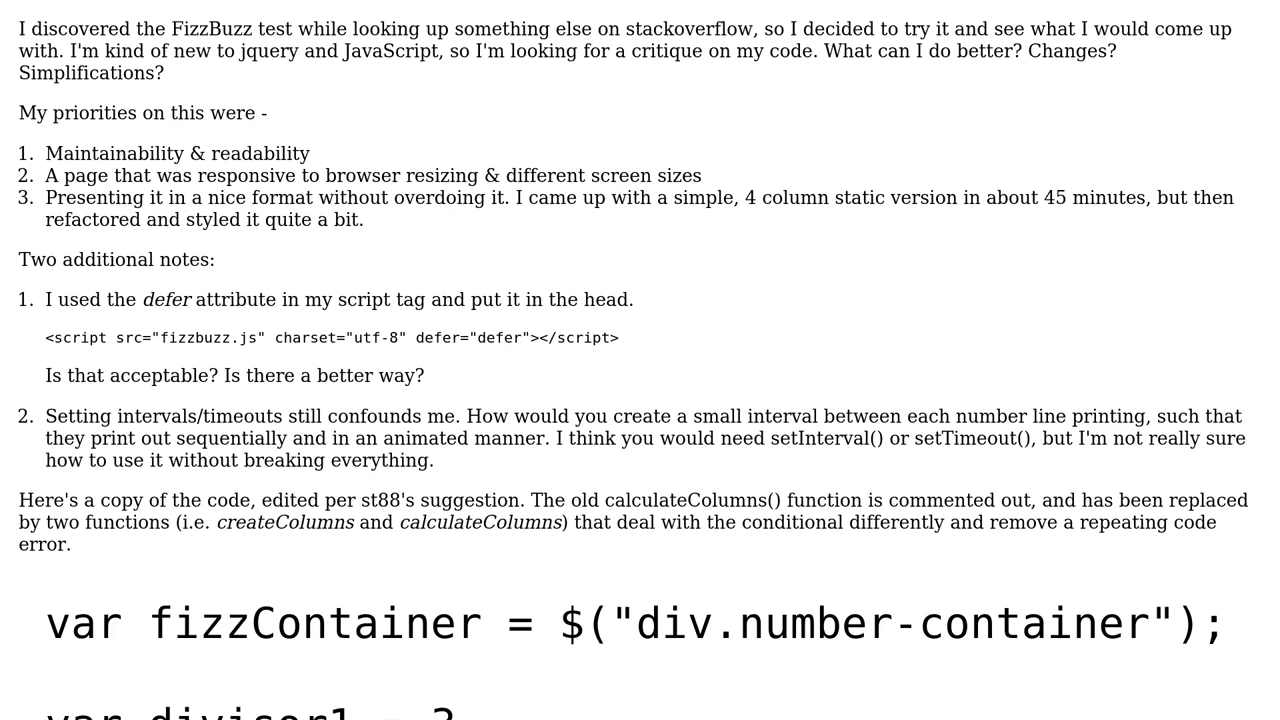 I discovered the FizzBuzz test while looking up something else on stackoverflow, so I decided to try it and see what I would come up
with. I'm kind of new to jquery and JavaScript, so I'm looking for a critique on my code. What can I do better? Changes?
Simplifications?
My priorities on this were -
1. Maintainability & readability
2. A page that was responsive to browser resizing & different screen sizes
3. Presenting it in a nice format without overdoing it. I came up with a simple, 4 column static version in about 45 minutes, but then
refactored and styled it quite a bit.
Two additional notes:
1. I used the defer attribute in my script tag and put it in the head.
<script src="fizzbuzz.js" charset="utf-8" defer="defer"></script>
Is that acceptable? Is there a better way?
2. Setting intervals/timeouts still confounds me. How would you create a small interval between each number line printing, such that
they print out sequentially and in an animated manner. I think you would need setInterval() or setTimeout(), but I'm not really sure
how to use it without breaking everything.
Here's a copy of the code, edited per st88's suggestion. The old calculateColumns() function is commented out, and has been replaced
by two functions (i.e. createColumns and calculateColumns) that deal with the conditional differently and remove a repeating code
error.
var fizzContainer = $("div.number-container");
var divisor1 = 3